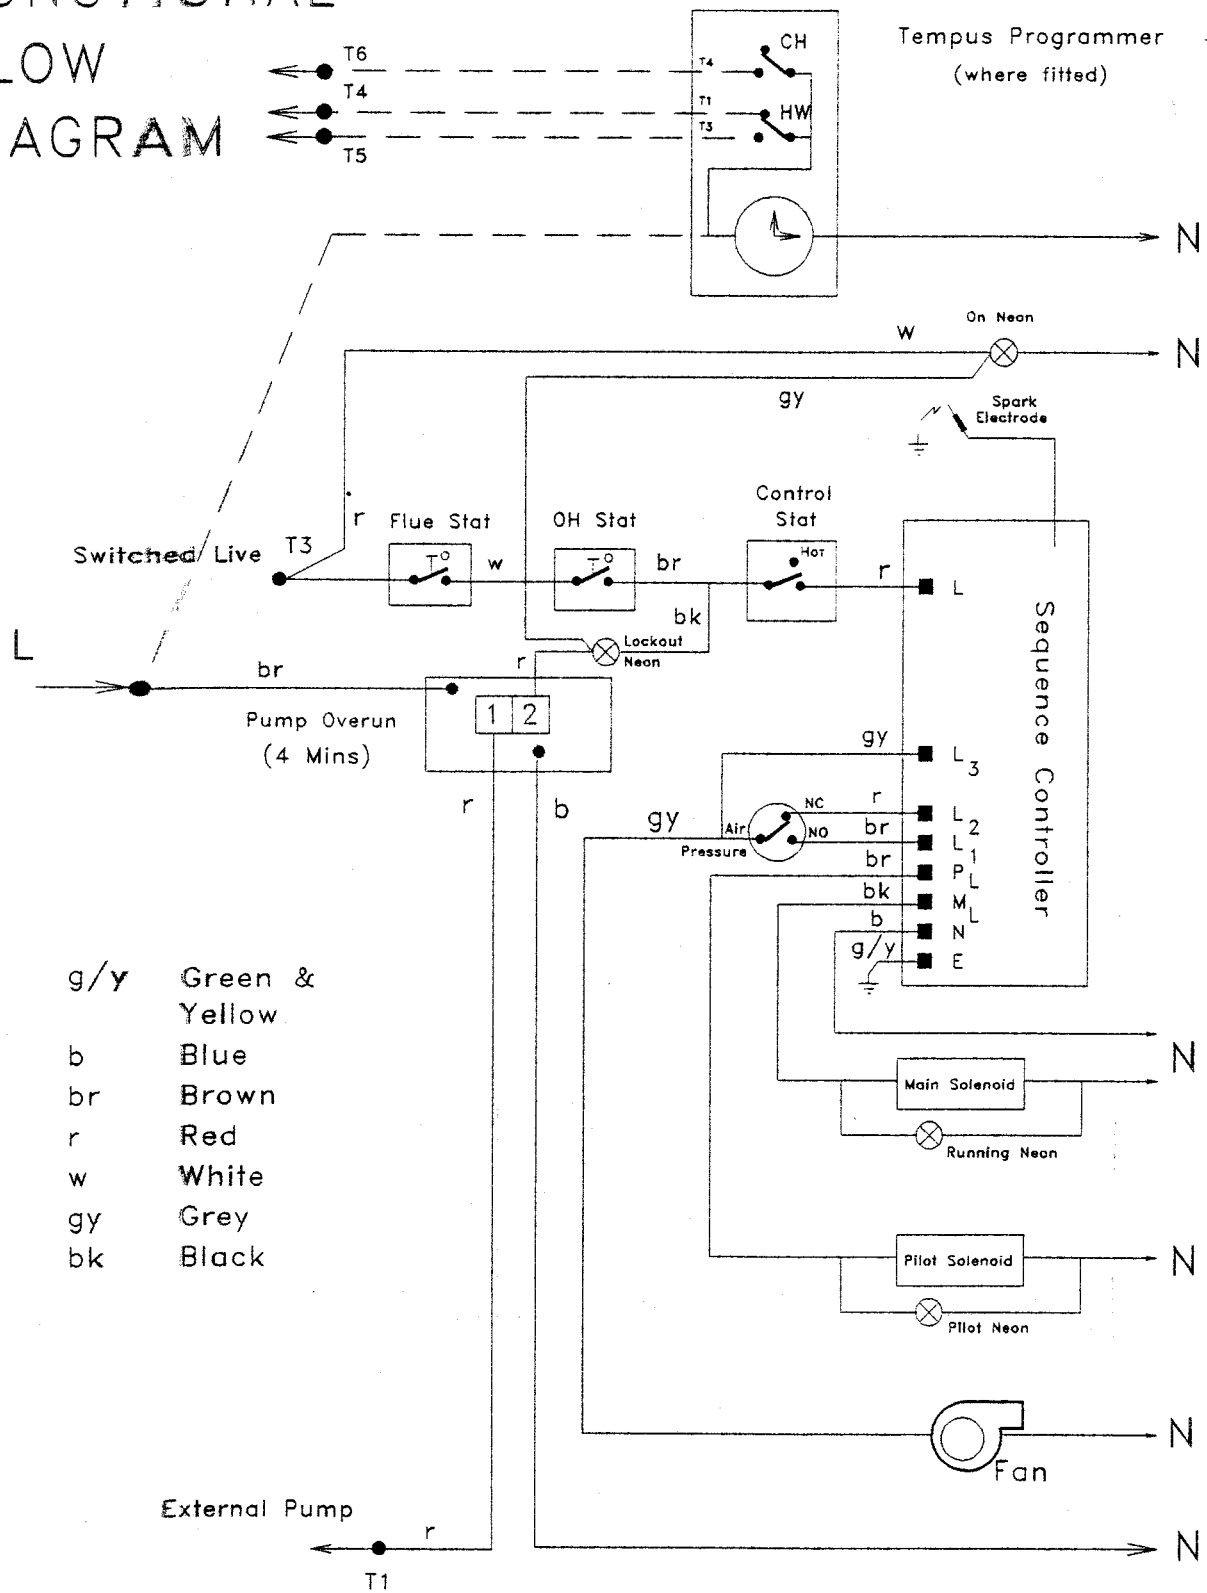 LOW
AGRAM
T6
T4
T5
T4
T1
T3
CH
HW
Tempus Programmer
(where fitted)
N
On Neon
w
N
gy
Spark
Electrode
r
Switched Live
T3
Flue Stat
T°
w
OH Stat
T°
br
bk
Control
Stat
HOT
r
L
Sequence Controller
Lockout
Neon
r
L
br
Pump Overun
(4 Mins)
1 2
r
b
gy
L3
gy
Air
Pressure
NC
NO
r
L2
br
L1
br
PL
bk
ML
b
N
g/y
E
g/y Green &
Yellow
b Blue
br Brown
r Red
w White
gy Grey
bk Black
N
Main Solenoid
Running Neon
Pilot Solenoid
N
Pilot Neon
Fan
N
External Pump
r
T1
N